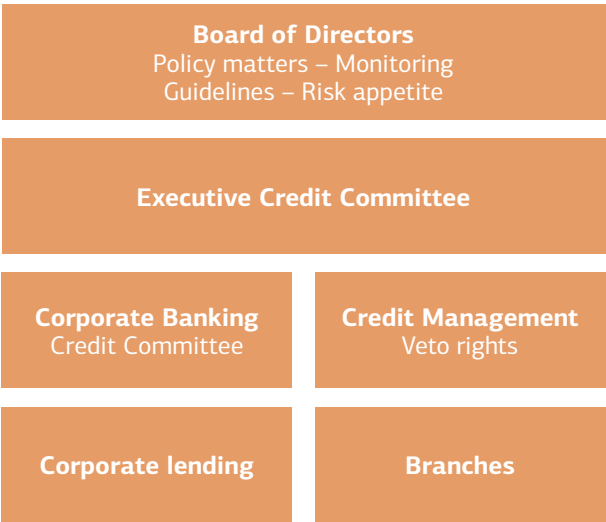 Board of Directors
Policy matters – Monitoring
Guidelines – Risk appetite
Executive Credit Committee
Corporate Banking
Credit Committee
Credit Management
Veto rights
Corporate lending
Branches